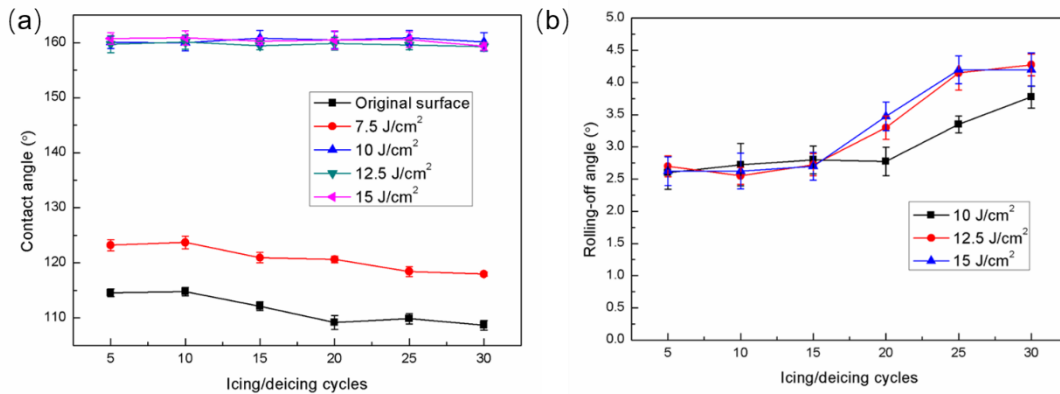 (a)
160
150
140
130
120
110
Contact angle (°)
Original surface
7.5 J/cm²
10 J/cm²
12.5 J/cm²
15 J/cm²
5 10 15 20 25 30
Icing/deicing cycles
(b)
5.0
4.5
4.0
3.5
3.0
2.5
2.0
1.5
1.0
0.5
0.0
Rolling-off angle (°)
10 J/cm²
12.5 J/cm²
15 J/cm²
5 10 15 20 25 30
Icing/deicing cycles